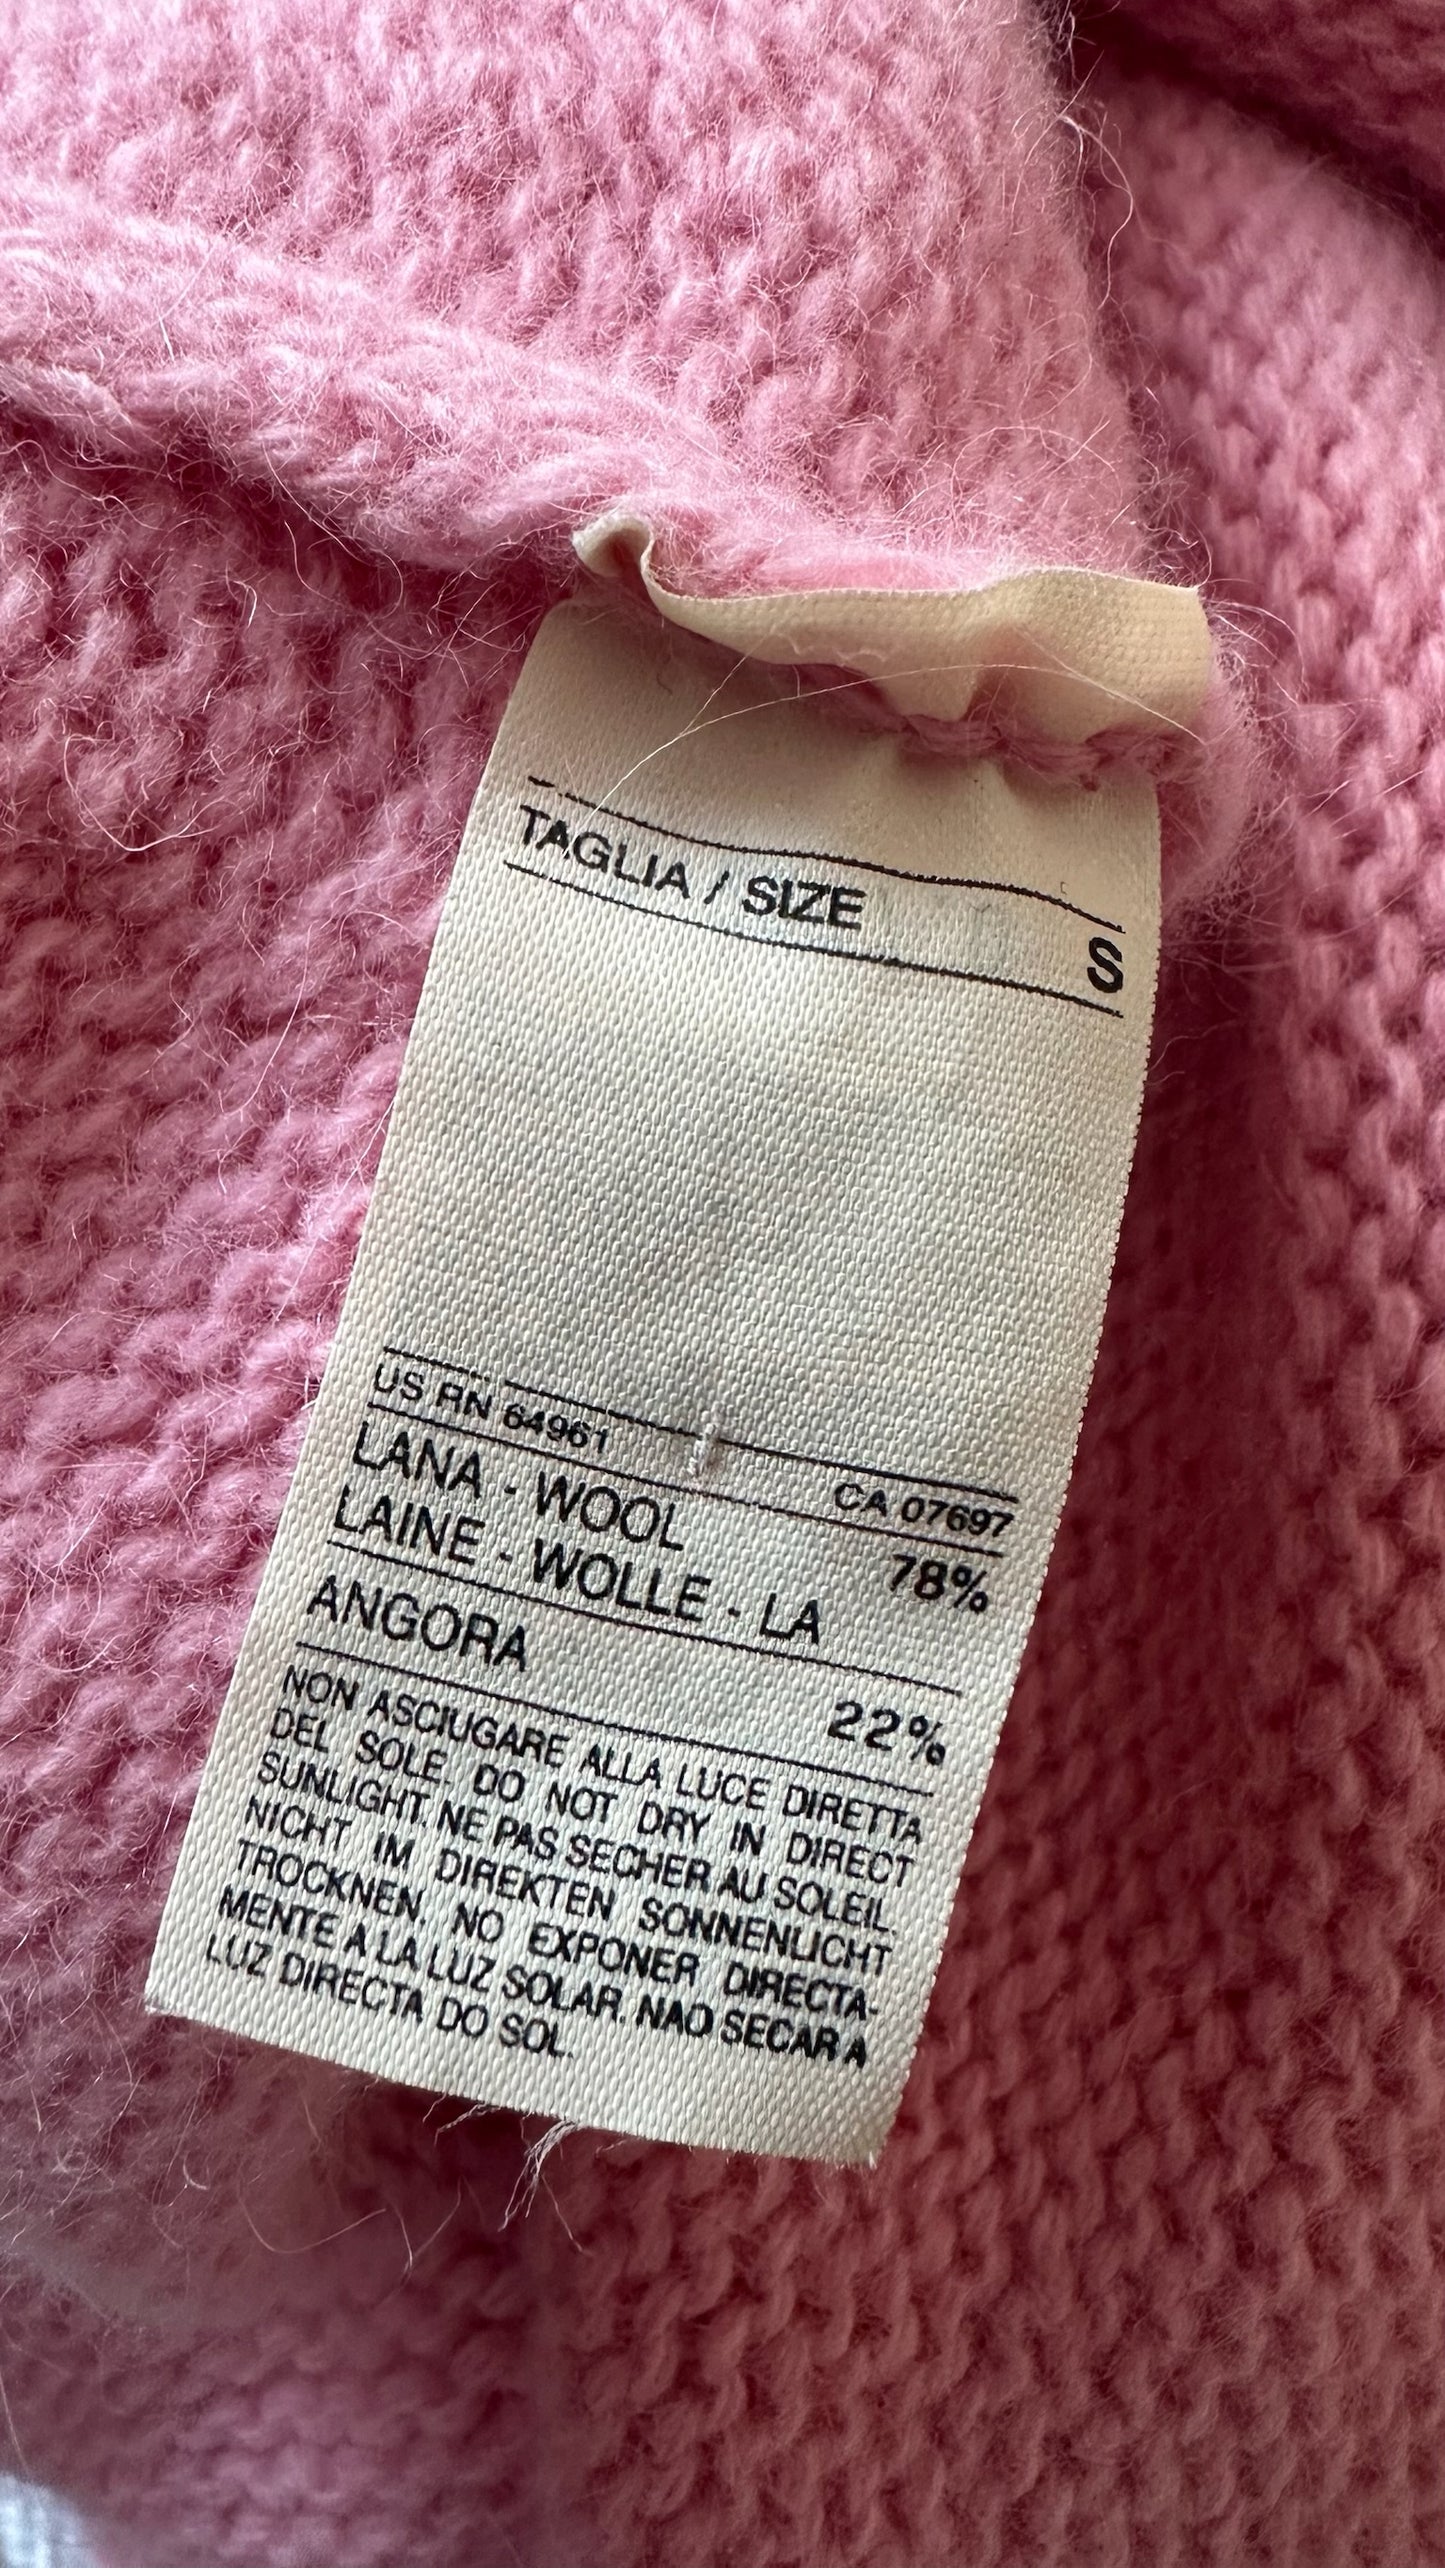 TAGLIA / SIZE S
US RN 64961 CA 07697
LANA - WOOL 78%
LAINE - WOLLE - LA
ANGORA 22%
NON ASCIUGARE ALLA LUCE DIRETTA
DEL SOLE. DO NOT DRY IN DIRECT
SUNLIGHT. NE PAS SECHER AU SOLEIL.
NICHT IM DIREKTEN SONNENLICHT
TROCKNEN. NO EXPONER DIRECTA-
MENTE A LA LUZ SOLAR. NAO SECAR A
LUZ DIRECTA DO SOL.